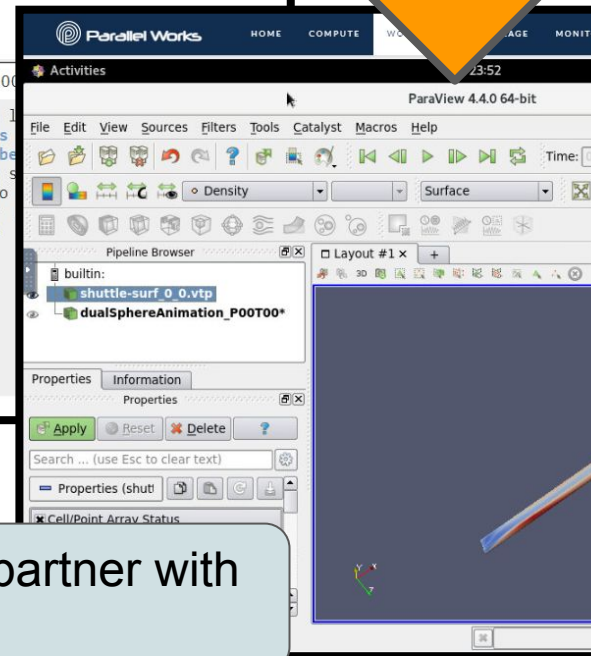 Parallel Works HOME COMPUTE MONIT
Activities 23:52
ParaView 4.4.0 64-bit
File Edit View Sources Filters Tools Catalyst Macros Help
Time:
Density Surface
Pipeline Browser
Layout #1
3D
builtin:
shuttle-surf_0_0.vtp
dualSphereAnimation_P00T00*
Properties Information
Properties
Apply Reset Delete ?
Search ... (use Esc to clear text)
Properties (shutt
Cell/Point Array Status
partner with
Y X
Z